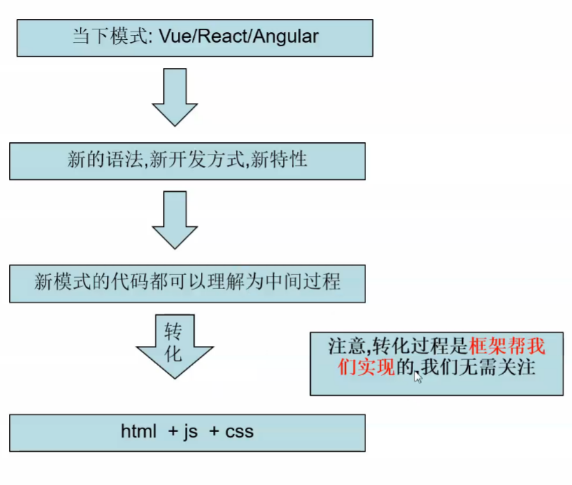 当下模式: Vue/React/Angular
新的语法,新开发方式,新特性
新模式的代码都可以理解为中间过程
转
化
注意,转化过程是框架帮我
们实现的,我们无需关注
html + js + css